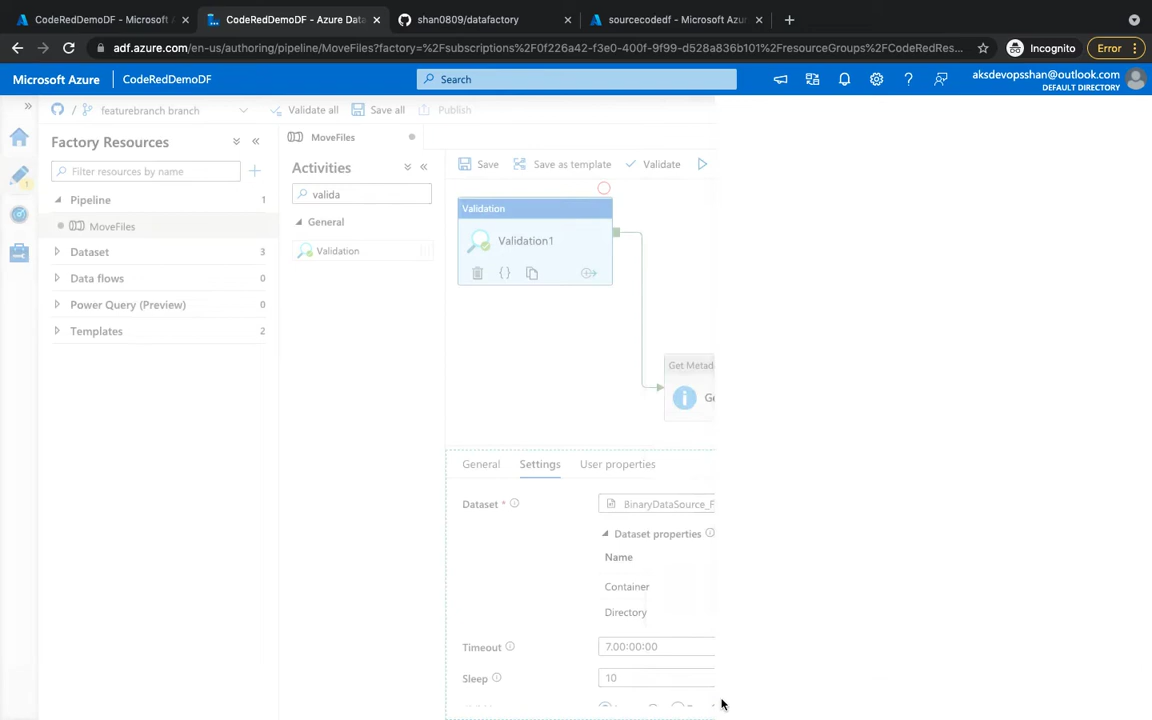 CodeRedDemoDF - Microsoft A
CodeRedDemoDF - Azure Data
shan0809/datafactory
sourcecodedf - Microsoft Azur
adf.azure.com/en-us/authoring/pipeline/MoveFiles?factory=%2Fsubscriptions%2F0f226a42-f3e0-400f-9f99-d528a836b101%2FresourceGroups%2FCodeRedRes...
Incognito
Error
Microsoft Azure
CodeRedDemoDF
Search
aksdevopsshan@outlook.com
DEFAULT DIRECTORY
/
featurebranch branch
Validate all
Save all
Publish
Factory Resources
Filter resources by name
Pipeline
1
MoveFiles
Dataset
3
Data flows
0
Power Query (Preview)
0
Templates
2
MoveFiles
Activities
valida
General
Validation
Save
Save as template
Validate
Validation
Validation1
{}
Get Metad
Ge
General
Settings
User properties
Dataset *
BinaryDataSource_F
Dataset properties
Name
Container
Directory
Timeout
7.00:00:00
Sleep
10